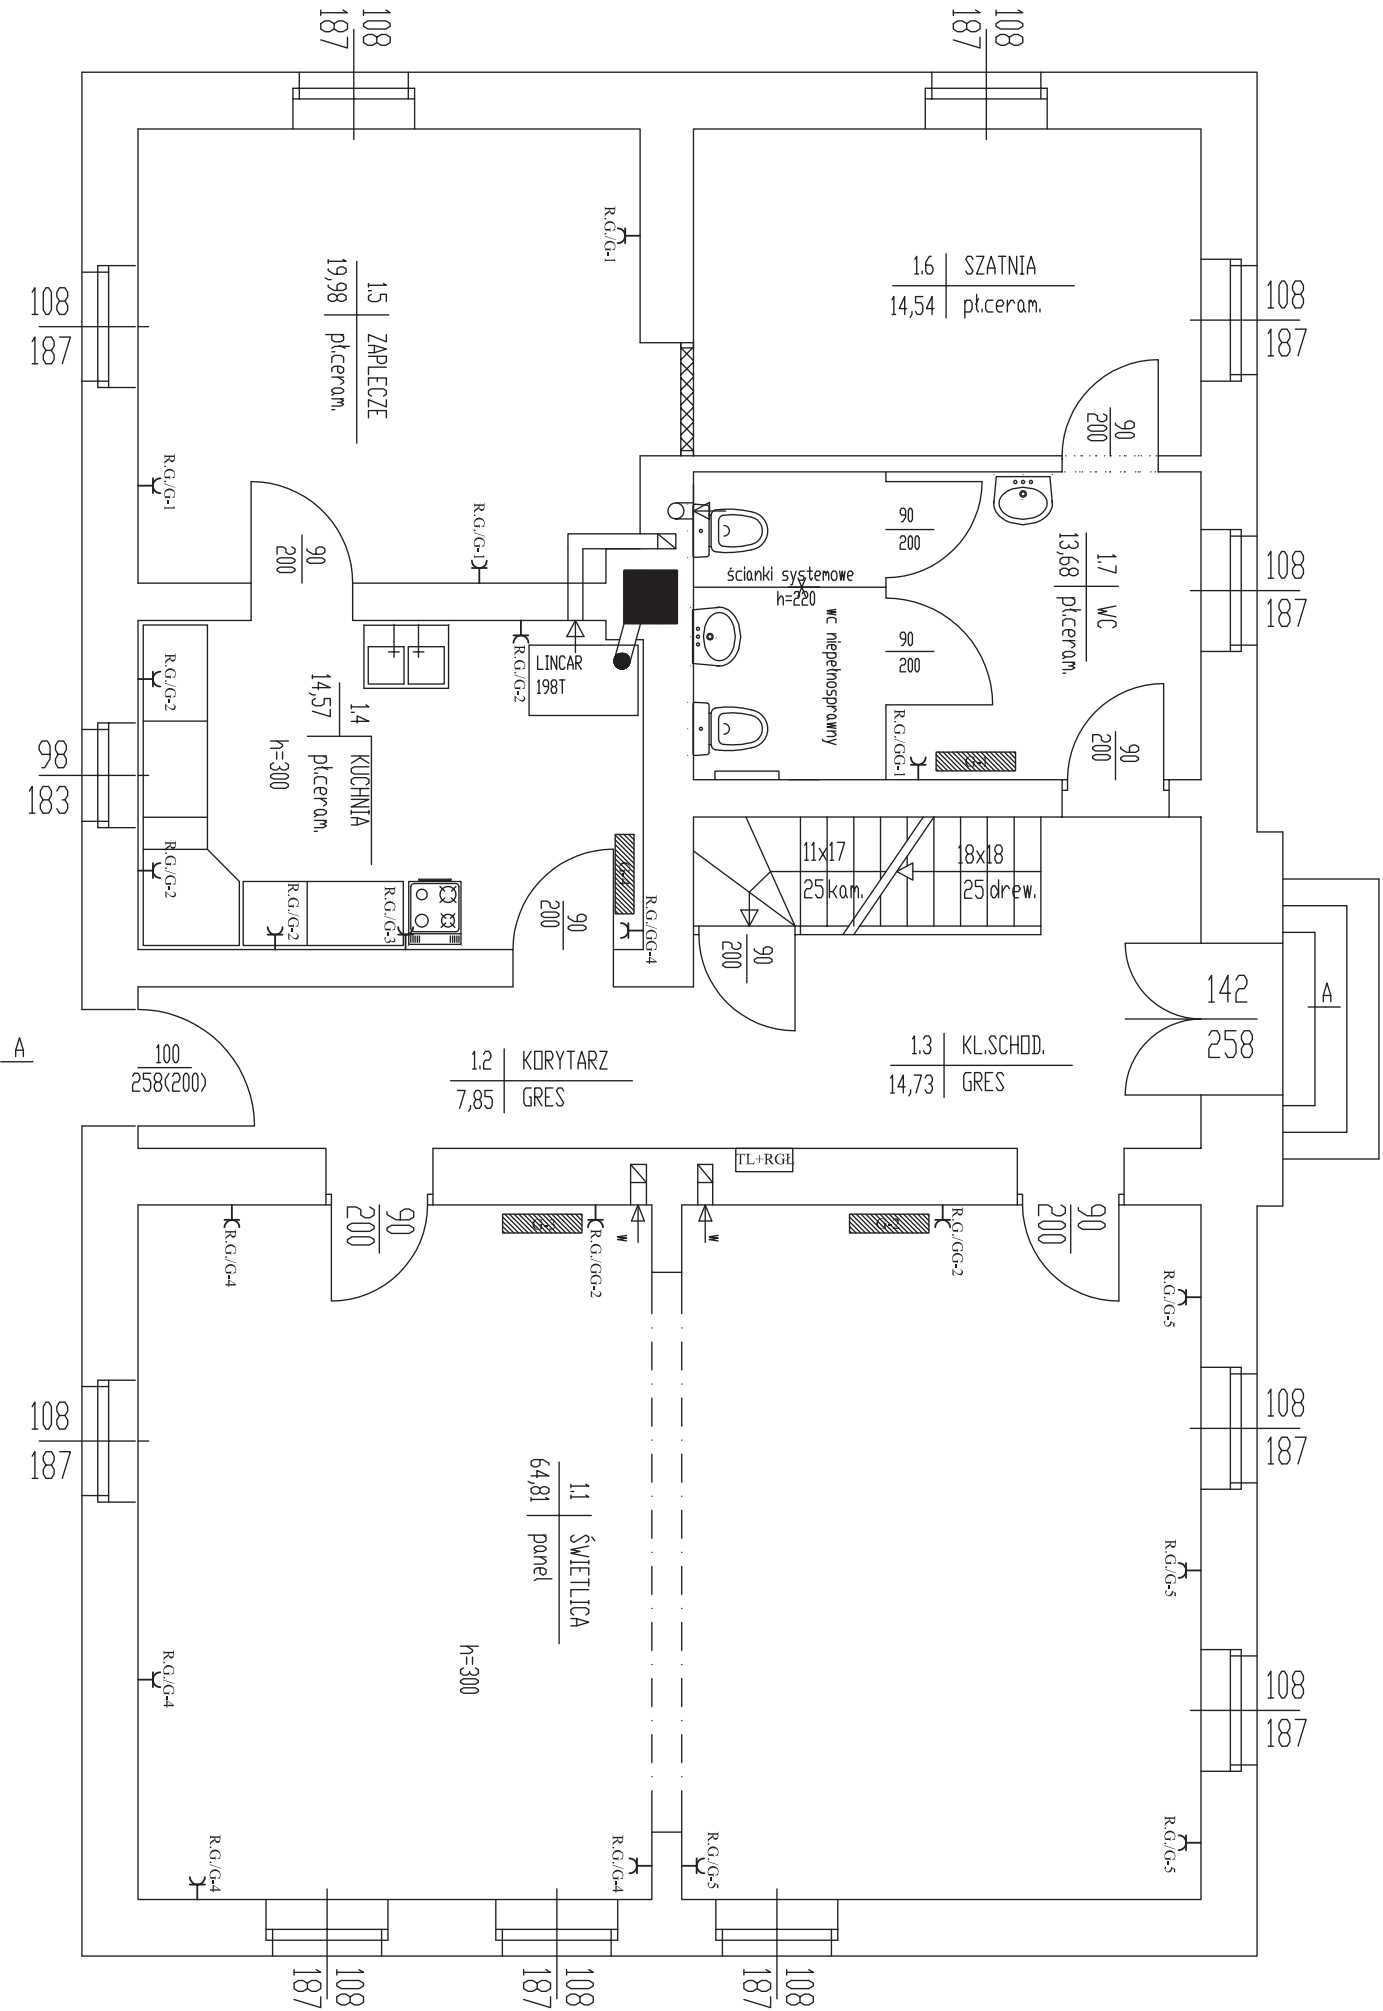 108
187
108
187
R.G./G-1
1.6 SZATNIA
14,54 pł.ceram.
1.5 ZAPLECZE
19,98 pł.ceram.
108
187
108
187
90
200
R.G./G-1
R.G./G-1
90
200
90
200
1.7 WC
13,68 pł.ceram.
108
187
ścianki systemowe
h=220
wc niepełnosprawny
90
200
LINCAR
198T
R.G./G-2
R.G./G-2
1.4 KUCHNIA
14,57 pł.ceram.
h=300
98
183
R.G./GG-1
G-1
90
200
R.G./G-2
R.G./G-2
R.G./G-3
G-4
R.G./GG-4
90
200
11x17
25 kam.
18x18
25 drew.
90
200
142
258
A
A
100
258(200)
1.2 KORYTARZ
7,85 GRES
1.3 KL.SCHOD.
14,73 GRES
TL+RGŁ
R.G./G-4
90
200
G-3
R.G./GG-2
w
w
G-2
R.G./GG-2
90
200
R.G./G-5
108
187
108
187
1.1 ŚWIETLICA
64,81 panel
h=300
R.G./G-5
R.G./G-4
108
187
R.G./G-4
R.G./G-4
R.G./G-5
R.G./G-5
108
187
108
187
108
187